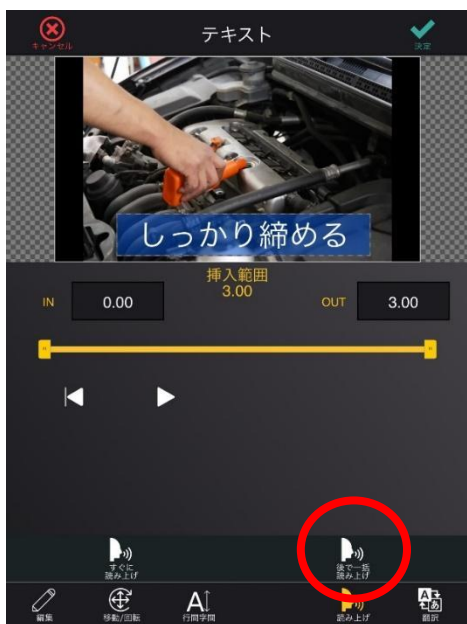 テキスト
キャンセル
決定
しっかり締める
挿入範囲
3.00
IN
0.00
OUT
3.00
すぐに
読み上げ
後で一括
読み上げ
編集
移動/回転
A
行間字間
読み上げ
Aあ
翻訳